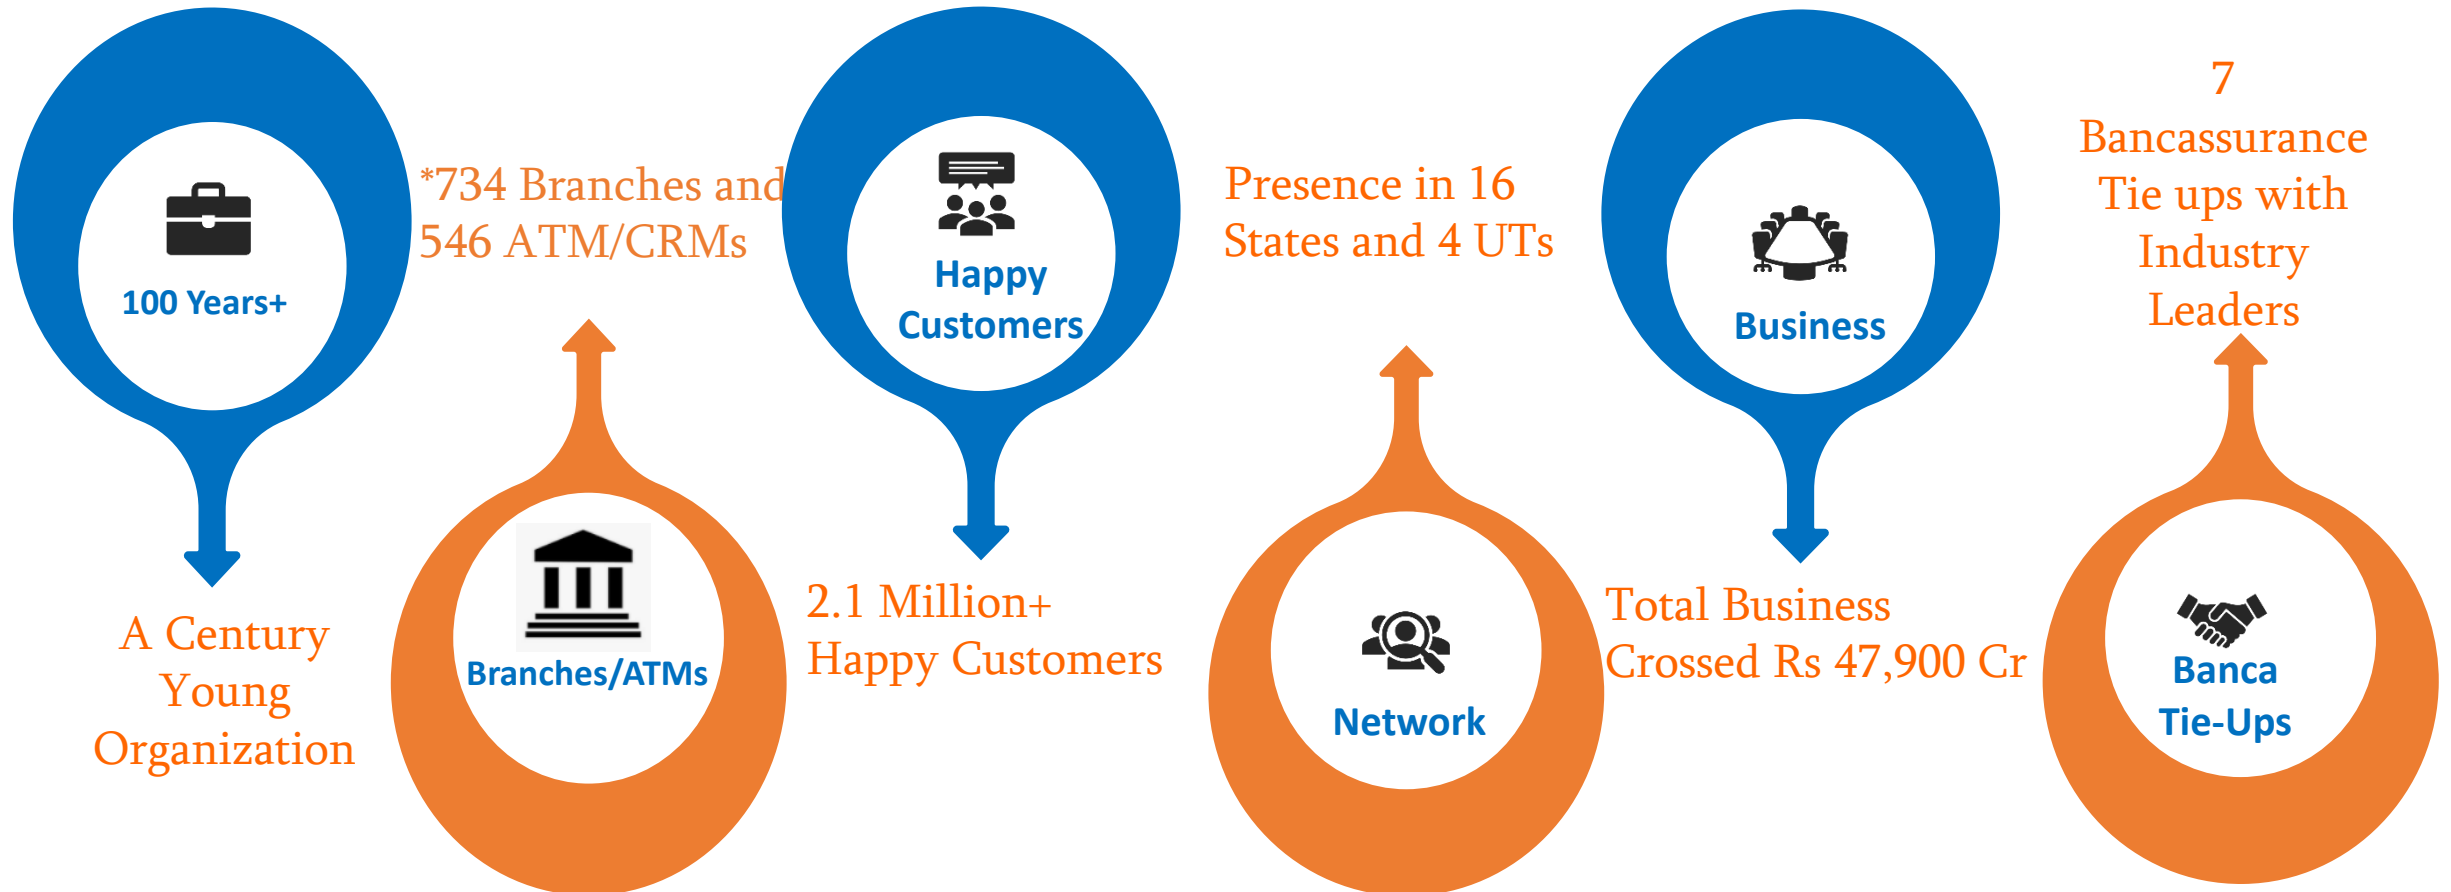 100 Years+
A Century
Young
Organization
*734 Branches and
546 ATM/CRMs
Branches/ATMs
Happy
Customers
2.1 Million+
Happy Customers
Presence in 16
States and 4 UTs
Network
Business
Total Business
Crossed Rs 47,900 Cr
7
Bancassurance
Tie ups with
Industry
Leaders
Banca
Tie-Ups